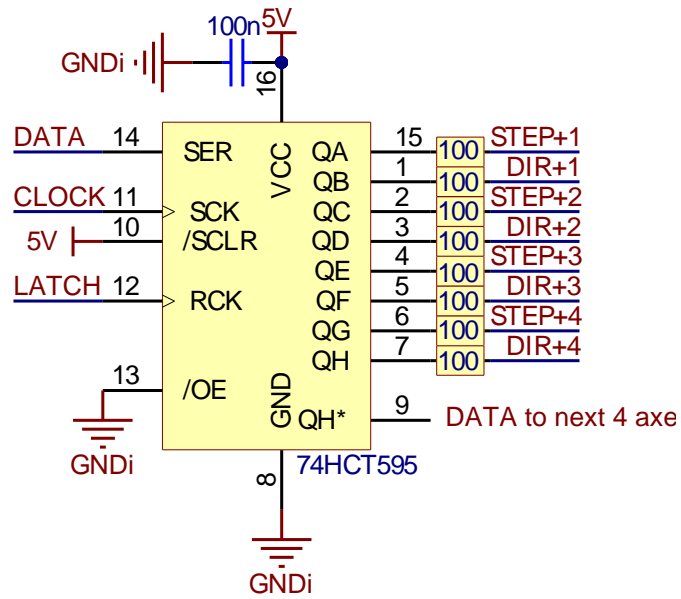 100n 5V
GNDi
16
DATA 14 SER VCC QA 15 100 STEP+1
QB 1 100 DIR+1
CLOCK 11 SCK QC 2 100 STEP+2
5V 10 /SCLR QD 3 100 DIR+2
QE 4 100 STEP+3
LATCH 12 RCK QF 5 100 DIR+3
QG 6 100 STEP+4
QH 7 100 DIR+4
13 /OE GND
QH* 9 DATA to next 4 axe
GNDi 8 74HCT595
GNDi